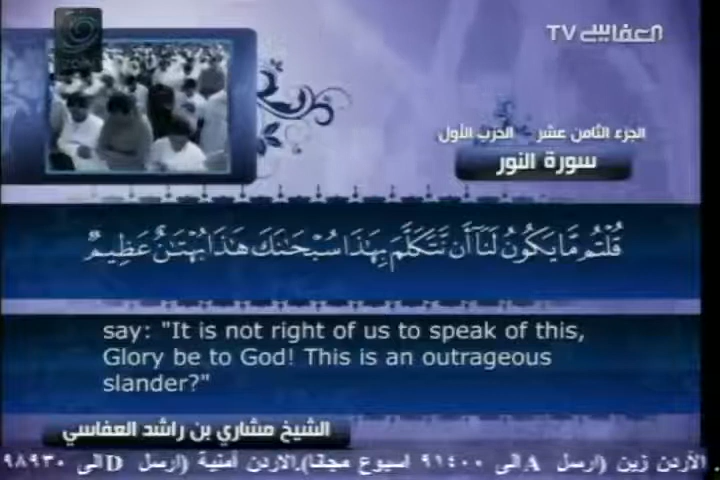 العفاسي TV
الجزء الثامن عشر الحزب الأول
سورة النور
قُلْتُم مَّا يَكُونُ لَنَآ أَن نَّتَكَلَّمَ بِهَٰذَا سُبْحَٰنَكَ هَٰذَا بُهْتَٰنٌ عَظِيمٌ
say: "It is not right of us to speak of this,
Glory be to God! This is an outrageous
slander?"
الشيخ مشاري بن راشد العفاسي
. الأردن زين (ارسل A الى ٩١٤٠٠ اسبوع مجانا).الاردن أمنية (ارسل D الى ٩٨٩٣٠